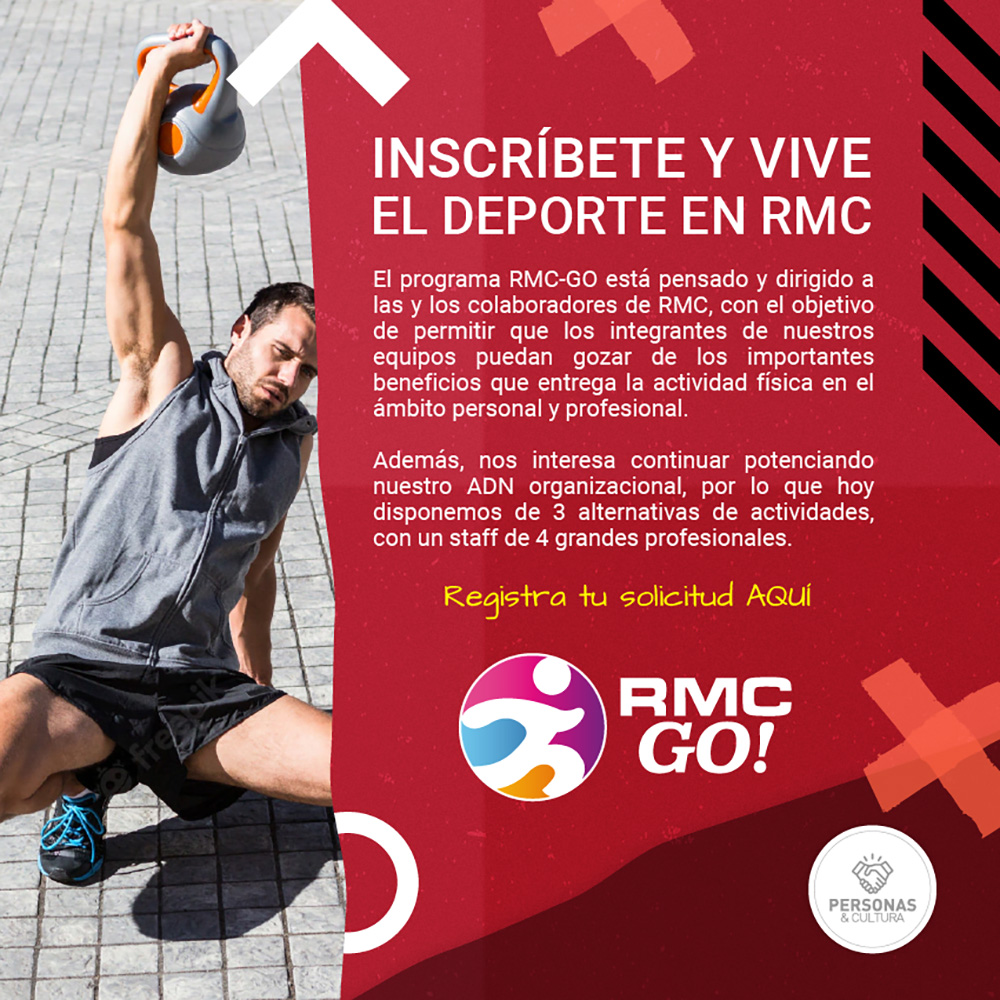 INSCRÍBETE Y VIVE
EL DEPORTE EN RMC
El programa RMC-GO está pensado y dirigido a
las y los colaboradores de RMC, con el objetivo
de permitir que los integrantes de nuestros
equipos puedan gozar de los importantes
beneficios que entrega la actividad física en el
ámbito personal y profesional.
Además, nos interesa continuar potenciando
nuestro ADN organizacional, por lo que hoy
disponemos de 3 alternativas de actividades,
con un staff de 4 grandes profesionales.
Registra tu solicitud AQUÍ
RMC
GO!
PERSONAS
& CULTURA